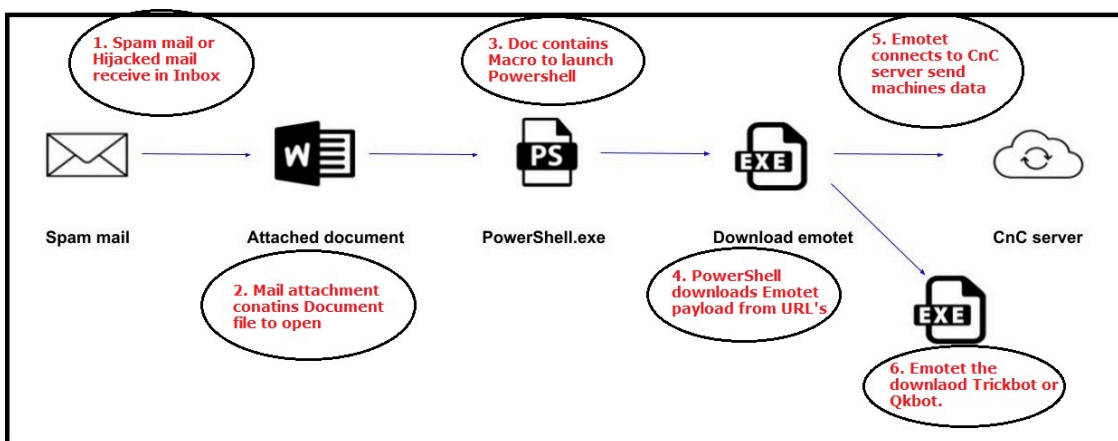 1. Spam mail or
Hijacked mail
receive in Inbox
3. Doc contains
Macro to launch
Powershell
5. Emotet
connects to CnC
server send
machines data
W
PS
EXE
Spam mail
Attached document
PowerShell.exe
Download emotet
CnC server
2. Mail attachment
conatins Document
file to open
4. PowerShell
downloads Emotet
payload from URL's
EXE
6. Emotet the
downlaod Trickbot or
Qkbot.